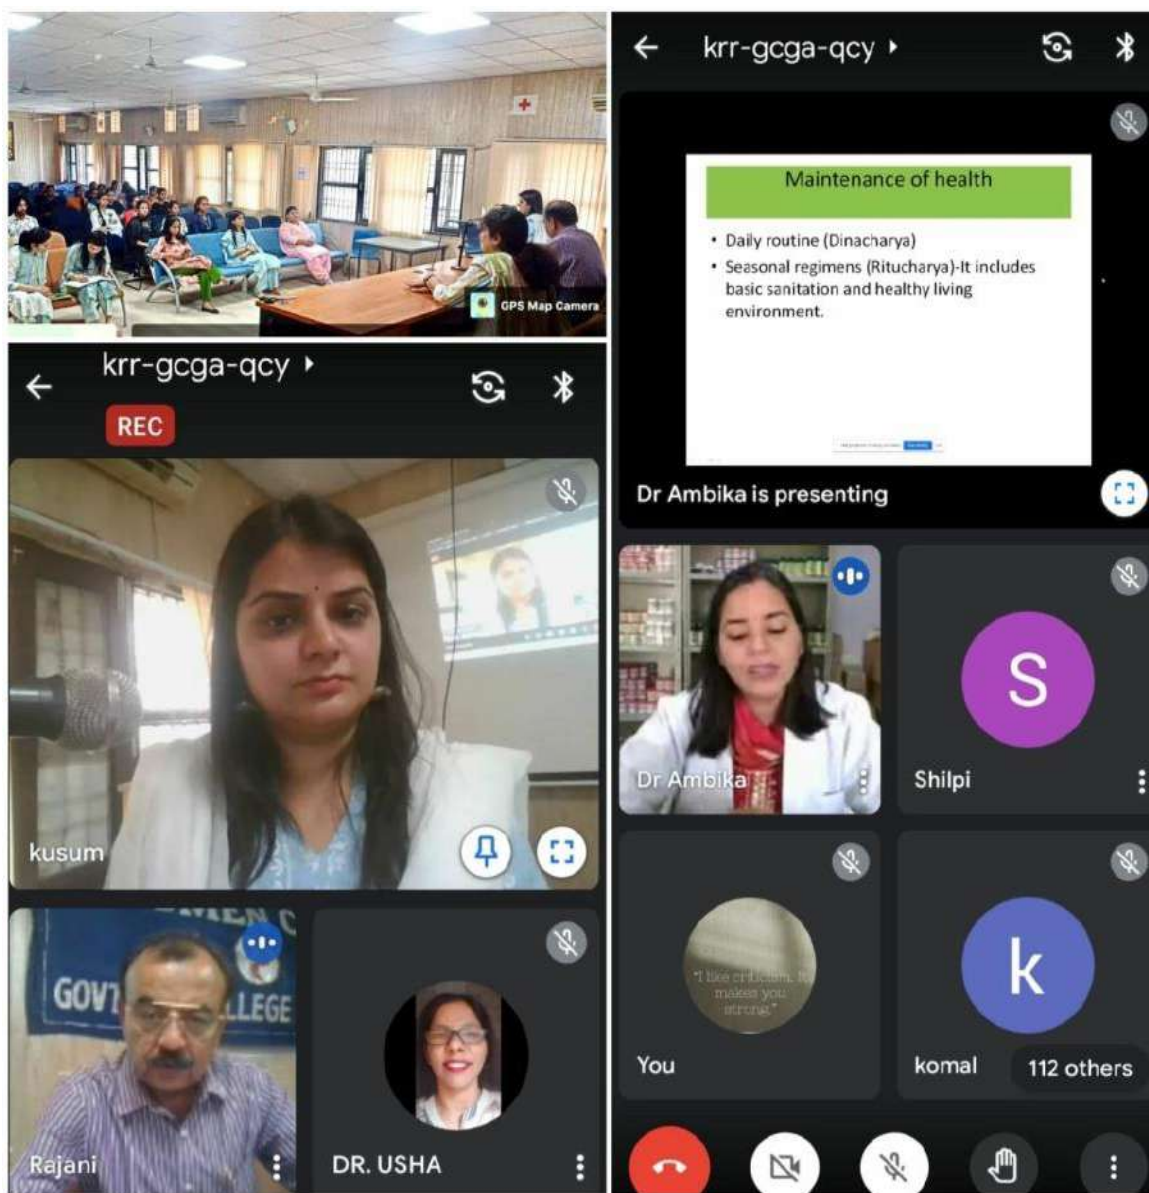 GPS Map Camera
krr-gcga-qcy
REC
kusum
MEN C
GOVT
LLEGE
Rajani
DR. USHA
krr-gcga-qcy
Maintenance of health
• Daily routine (Dinacharya)
• Seasonal regimens (Ritucharya)-It includes
basic sanitation and healthy living
environment.
Dr Ambika is presenting
Dr Ambika
S
Shilpi
"I like criticism. It
makes you
strong."
You
k
komal
112 others